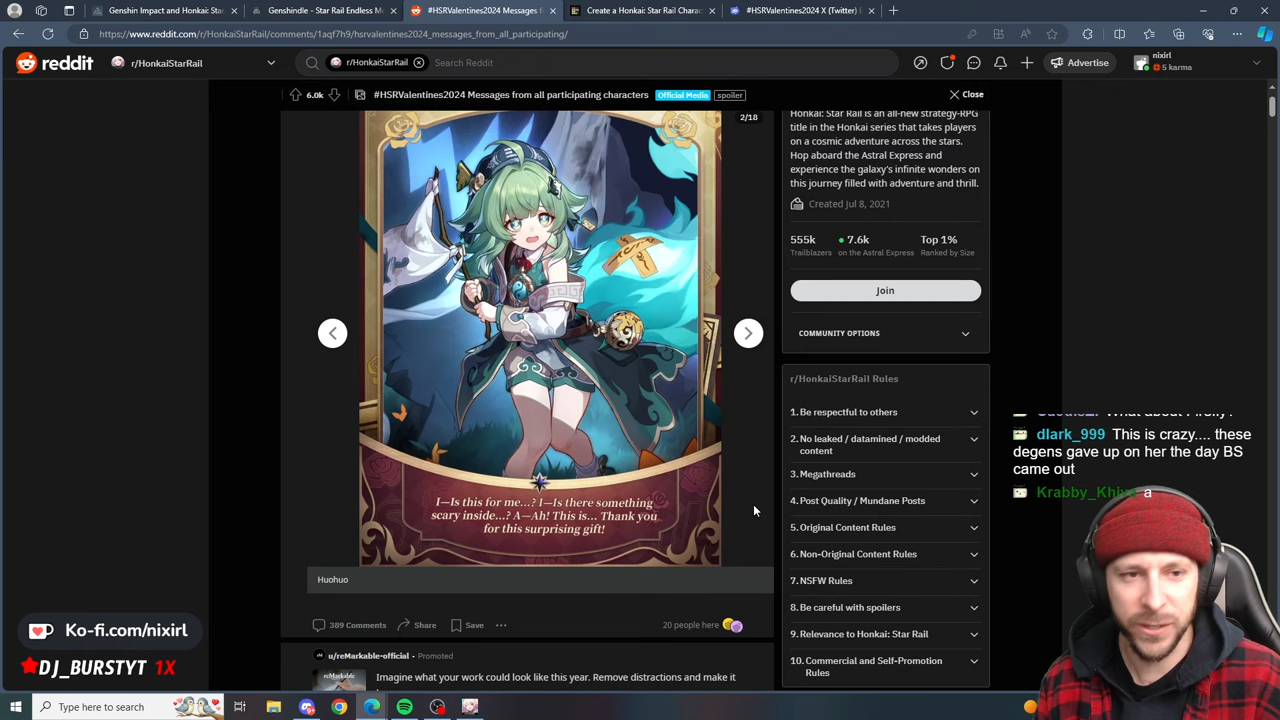 Genshin Impact and Honkai: St
Genshindle - Star Rail Endless M
#HSRValentines2024 Messages f
Create a Honkai: Star Rail Chara
#HSRValentines2024 X (Twitter)
https://www.reddit.com/r/HonkaiStarRail/comments/1aqf7h9/hsrvalentines2024_messages_from_all_participating/
reddit
r/HonkaiStarRail
r/HonkaiStarRail
Search Reddit
Advertise
nixirl
5 karma
6.0k
#HSRValentines2024 Messages from all participating characters
Official Media
spoiler
Close
2/18
Honkai: Star Rail is an all-new strategy-RPG
title in the Honkai series that takes players
on a cosmic adventure across the stars.
Hop aboard the Astral Express and
experience the galaxy's infinite wonders on
this journey filled with adventure and thrill.
Created Jul 8, 2021
555k
7.6k
Top 1%
Trailblazers
on the Astral Express
Ranked by Size
Join
COMMUNITY OPTIONS
r/HonkaiStarRail Rules
1. Be respectful to others
2. No leaked / datamined / modded
content
3. Megathreads
4. Post Quality / Mundane Posts
5. Original Content Rules
6. Non-Original Content Rules
7. NSFW Rules
8. Be careful with spoilers
9. Relevance to Honkai: Star Rail
10. Commercial and Self-Promotion
Rules
I—Is this for me...? I—Is there something
scary inside...? A—Ah! This is... Thank you
for this surprising gift!
Huohuo
389 Comments
Share
Save
20 people here
u/reMarkable-official • Promoted
reMarkable
Imagine what your work could look like this year. Remove distractions and make it
dlark_999 This is crazy.... these
degens gave up on her the day BS
came out
a
Ko-fi.com/nixirl
DJ_BURSTYT 1X
Type here to search